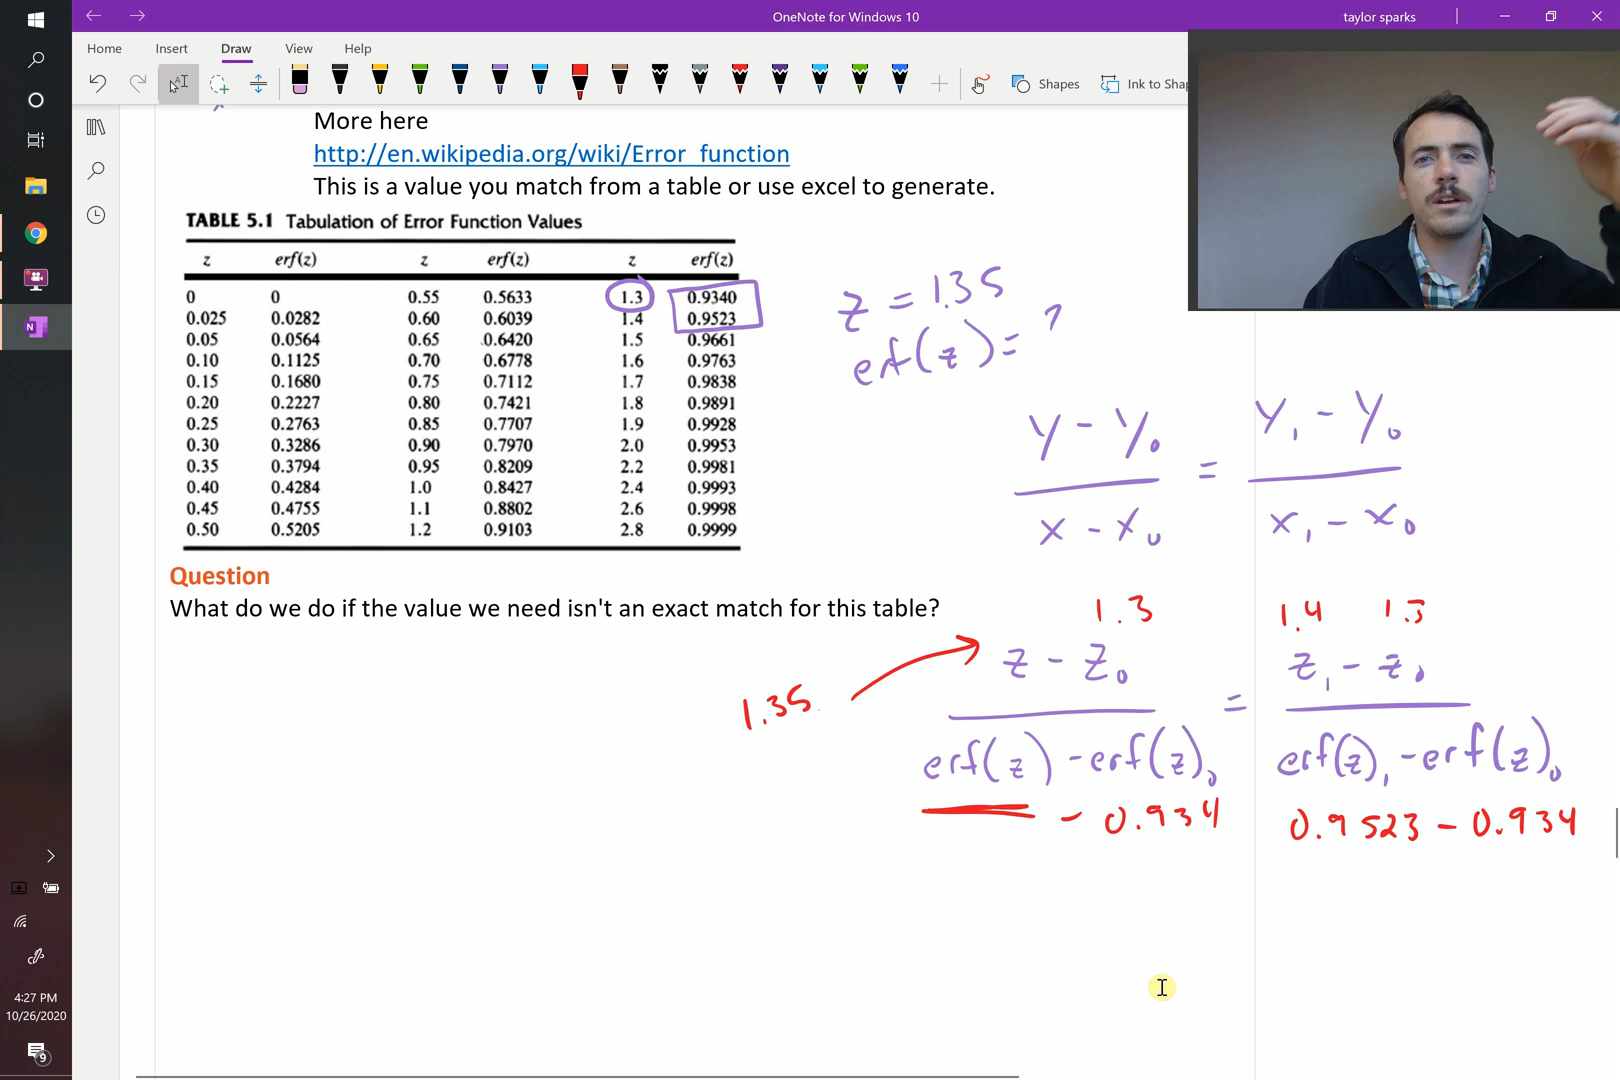 OneNote for Windows 10
taylor sparks
Home Insert Draw View Help
Shapes
Ink to Shap
More here
http://en.wikipedia.org/wiki/Error_function
This is a value you match from a table or use excel to generate.
TABLE 5.1 Tabulation of Error Function Values
z erf(z) z erf(z) z erf(z)
0 0 0.55 0.5633 1.3 0.9340
0.025 0.0282 0.60 0.6039 1.4 0.9523
0.05 0.0564 0.65 0.6420 1.5 0.9661
0.10 0.1125 0.70 0.6778 1.6 0.9763
0.15 0.1680 0.75 0.7112 1.7 0.9838
0.20 0.2227 0.80 0.7421 1.8 0.9891
0.25 0.2763 0.85 0.7707 1.9 0.9928
0.30 0.3286 0.90 0.7970 2.0 0.9953
0.35 0.3794 0.95 0.8209 2.2 0.9981
0.40 0.4284 1.0 0.8427 2.4 0.9993
0.45 0.4755 1.1 0.8802 2.6 0.9998
0.50 0.5205 1.2 0.9103 2.8 0.9999
z = 1.35
erf(z) = ?
y - y₀ = y₁ - y₀
x - x₀ x₁ - x₀
Question
What do we do if the value we need isn't an exact match for this table?
1.3 1.4 1.3
z - z₀ = z₁ - z₀
1.35
erf(z) - erf(z)₀ erf(z)₁ - erf(z)₀
- 0.934 0.9523 - 0.934
4:27 PM
10/26/2020
9